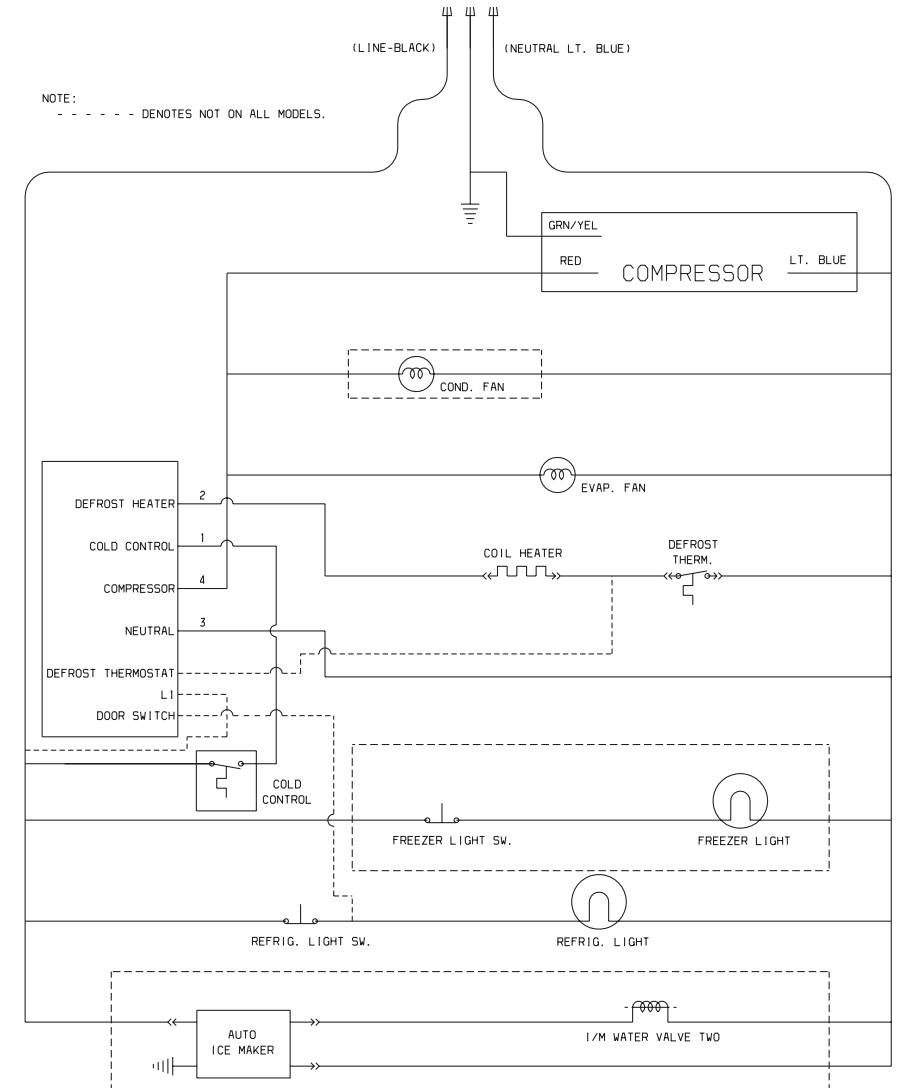 (LINE-BLACK)
(NEUTRAL LT. BLUE)
NOTE:
- - - - - - DENOTES NOT ON ALL MODELS.
GRN/YEL
RED
COMPRESSOR
LT. BLUE
COND. FAN
EVAP. FAN
DEFROST HEATER
2
COLD CONTROL
1
COMPRESSOR
4
NEUTRAL
3
DEFROST THERMOSTAT
L1
DOOR SWITCH
COIL HEATER
DEFROST
THERM.
COLD
CONTROL
FREEZER LIGHT SW.
FREEZER LIGHT
REFRIG. LIGHT SW.
REFRIG. LIGHT
AUTO
ICE MAKER
I/M WATER VALVE TWO